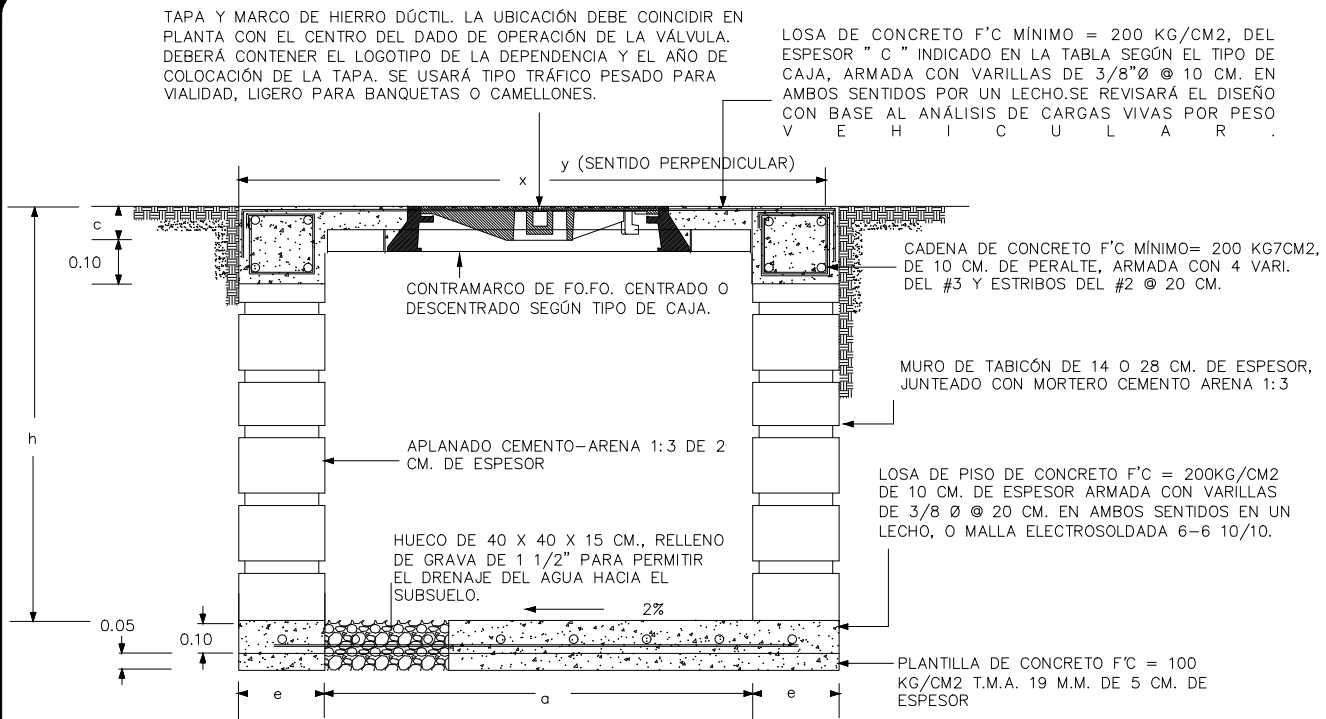 TAPA Y MARCO DE HIERRO DÚCTIL. LA UBICACIÓN DEBE COINCIDIR EN
PLANTA CON EL CENTRO DEL DADO DE OPERACIÓN DE LA VÁLVULA.
DEBERÁ CONTENER EL LOGOTIPO DE LA DEPENDENCIA Y EL AÑO DE
COLOCACIÓN DE LA TAPA. SE USARÁ TIPO TRÁFICO PESADO PARA
VIALIDAD, LIGERO PARA BANQUETAS O CAMELLONES.
LOSA DE CONCRETO F'C MÍNIMO = 200 KG/CM2, DEL
ESPESOR " C " INDICADO EN LA TABLA SEGÚN EL TIPO DE
CAJA, ARMADA CON VARILLAS DE 3/8"Ø @ 10 CM. EN
AMBOS SENTIDOS POR UN LECHO.SE REVISARÁ EL DISEÑO
CON BASE AL ANÁLISIS DE CARGAS VIVAS POR PESO
V E H I C U L A R .
y (SENTIDO PERPENDICULAR)
x
c
0.10
CADENA DE CONCRETO F'C MÍNIMO= 200 KG7CM2,
DE 10 CM. DE PERALTE, ARMADA CON 4 VARI.
DEL #3 Y ESTRIBOS DEL #2 @ 20 CM.
CONTRAMARCO DE FO.FO. CENTRADO O
DESCENTRADO SEGÚN TIPO DE CAJA.
MURO DE TABICÓN DE 14 O 28 CM. DE ESPESOR,
JUNTEADO CON MORTERO CEMENTO ARENA 1:3
h
APLANADO CEMENTO-ARENA 1:3 DE 2
CM. DE ESPESOR
LOSA DE PISO DE CONCRETO F'C = 200KG/CM2
DE 10 CM. DE ESPESOR ARMADA CON VARILLAS
DE 3/8 Ø @ 20 CM. EN AMBOS SENTIDOS EN UN
LECHO, O MALLA ELECTROSOLDADA 6-6 10/10.
HUECO DE 40 X 40 X 15 CM., RELLENO
DE GRAVA DE 1 1/2" PARA PERMITIR
EL DRENAJE DEL AGUA HACIA EL
SUBSUELO.
2%
0.05
0.10
PLANTILLA DE CONCRETO F'C = 100
KG/CM2 T.M.A. 19 M.M. DE 5 CM. DE
ESPESOR
e
a
e